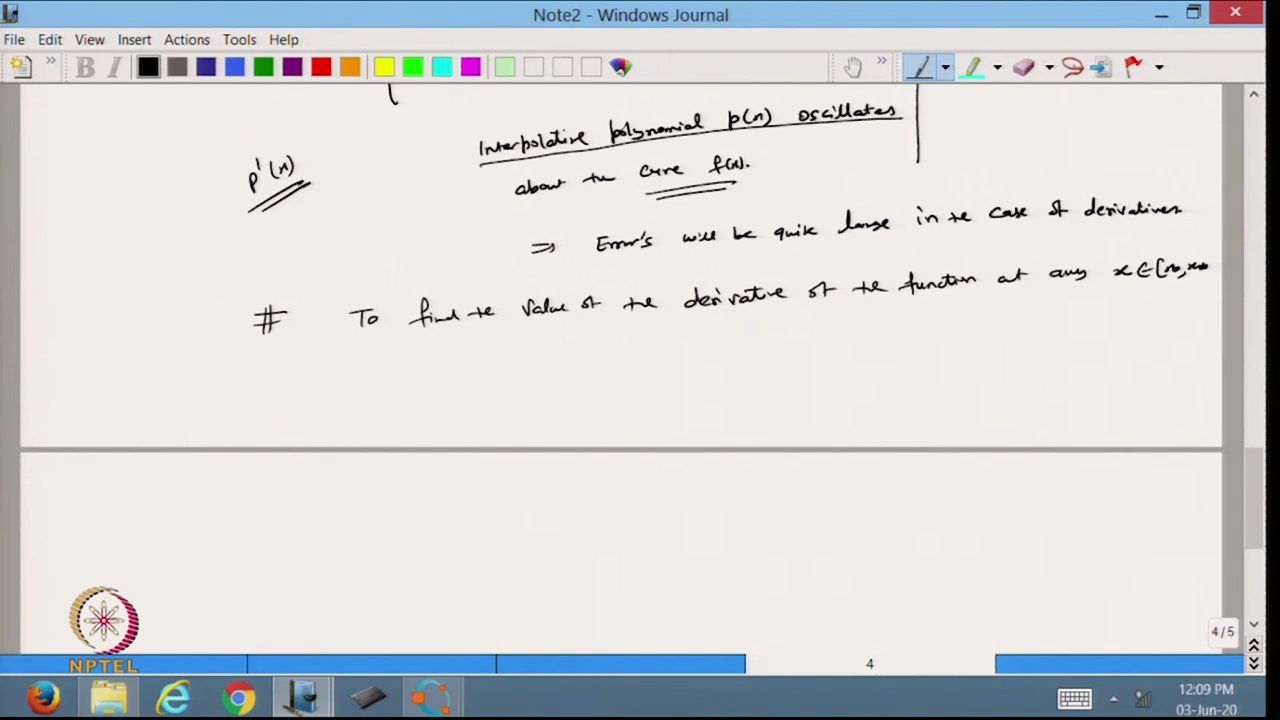 Note2 - Windows Journal
File Edit View Insert Actions Tools Help
Interpolative polynomial p(x) oscillates
p'(x)
about the curve f(x).
⇒ Error's will be quite large in the case of derivatives
# To find the value of the derivative of the function at any x ∈ [x0, xn
4/5
NPTEL
4
12:09 PM
03-Jun-20